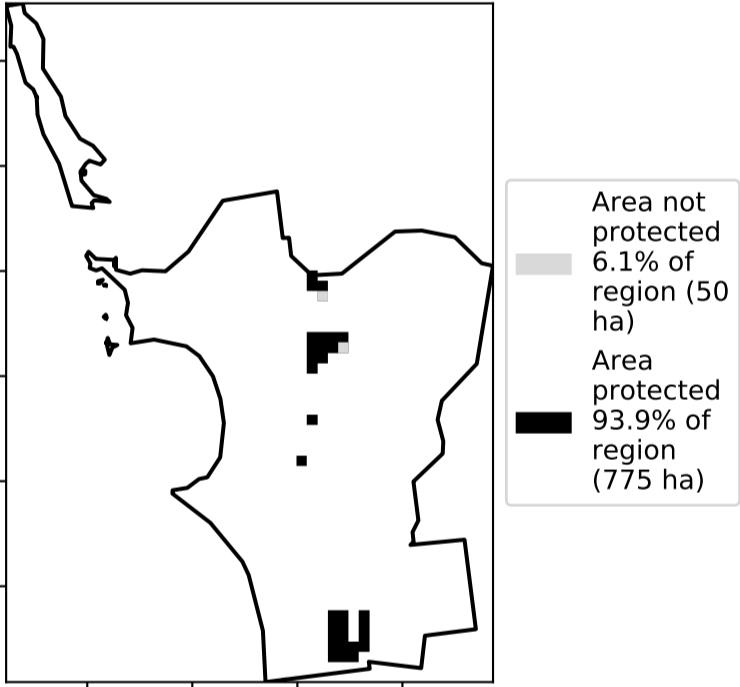 Area not
protected
6.1% of
region (50
ha)
Area
protected
93.9% of
region
(775 ha)